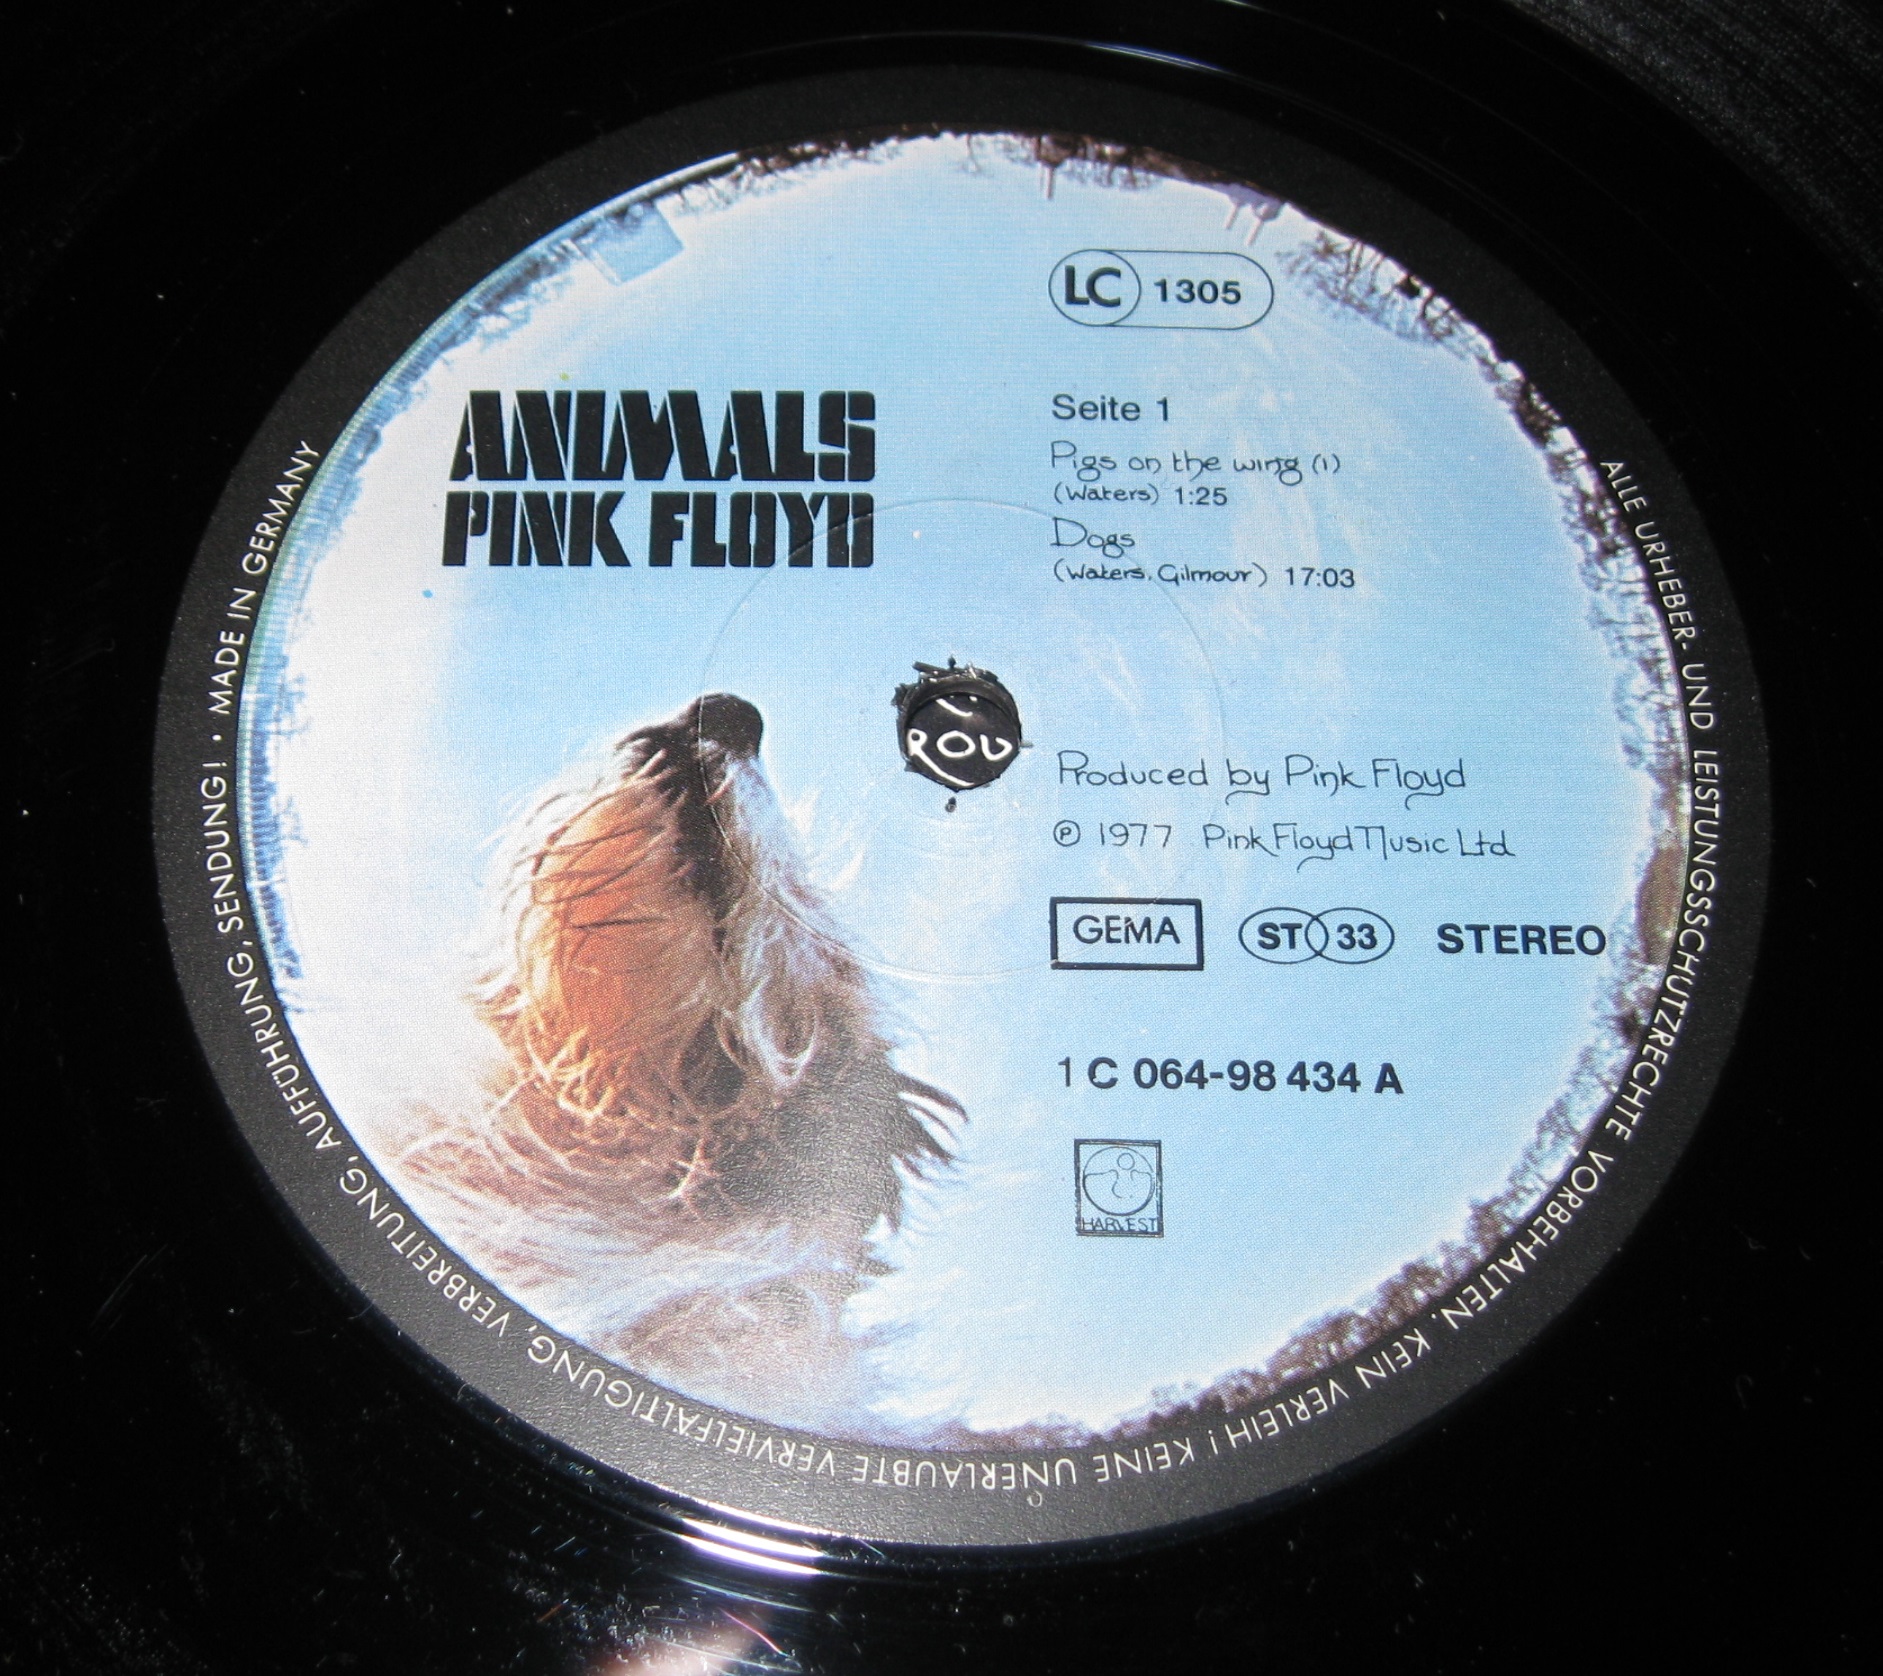 LC 1305
ANIMALS
PINK FLOYD
Seite 1
Pigs on the wing (1)
(Waters) 1:25
Dogs
(Waters, Gilmour) 17:03
Produced by Pink Floyd
℗ 1977 Pink Floyd Music Ltd
GEMA ST 33 STEREO
1 C 064-98 434 A
HARVEST
ALLE URHEBER- UND LEISTUNGSSCHUTZRECHTE VORBEHALTEN. KEIN VERLEIH! KEINE UNERLAUBTE VERVIELFÄLTIGUNG, VERBREITUNG, AUFFÜHRUNG, SENDUNG! · MADE IN GERMANY